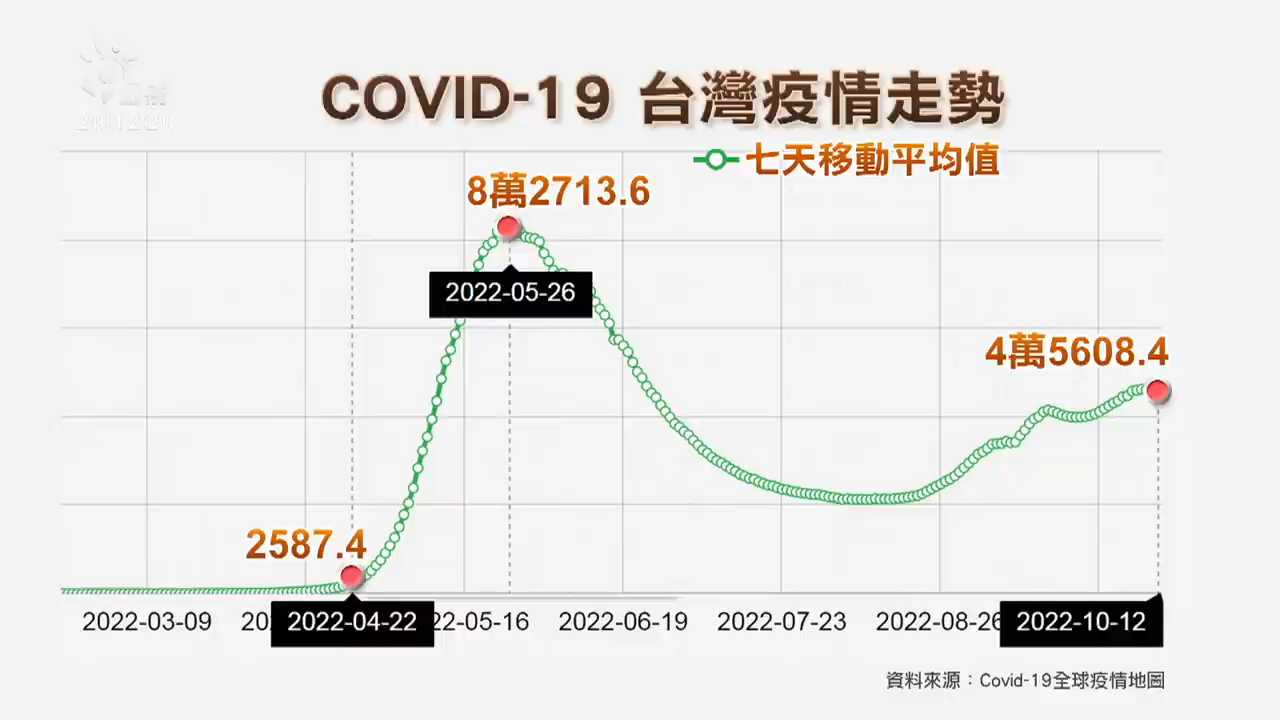 COVID-19 台灣疫情走勢
七天移動平均值
8萬2713.6
2022-05-26
4萬5608.4
2587.4
2022-03-09
2022-04-22
22-05-16
2022-06-19
2022-07-23
2022-08-26
2022-10-12
資料來源：Covid-19全球疫情地圖